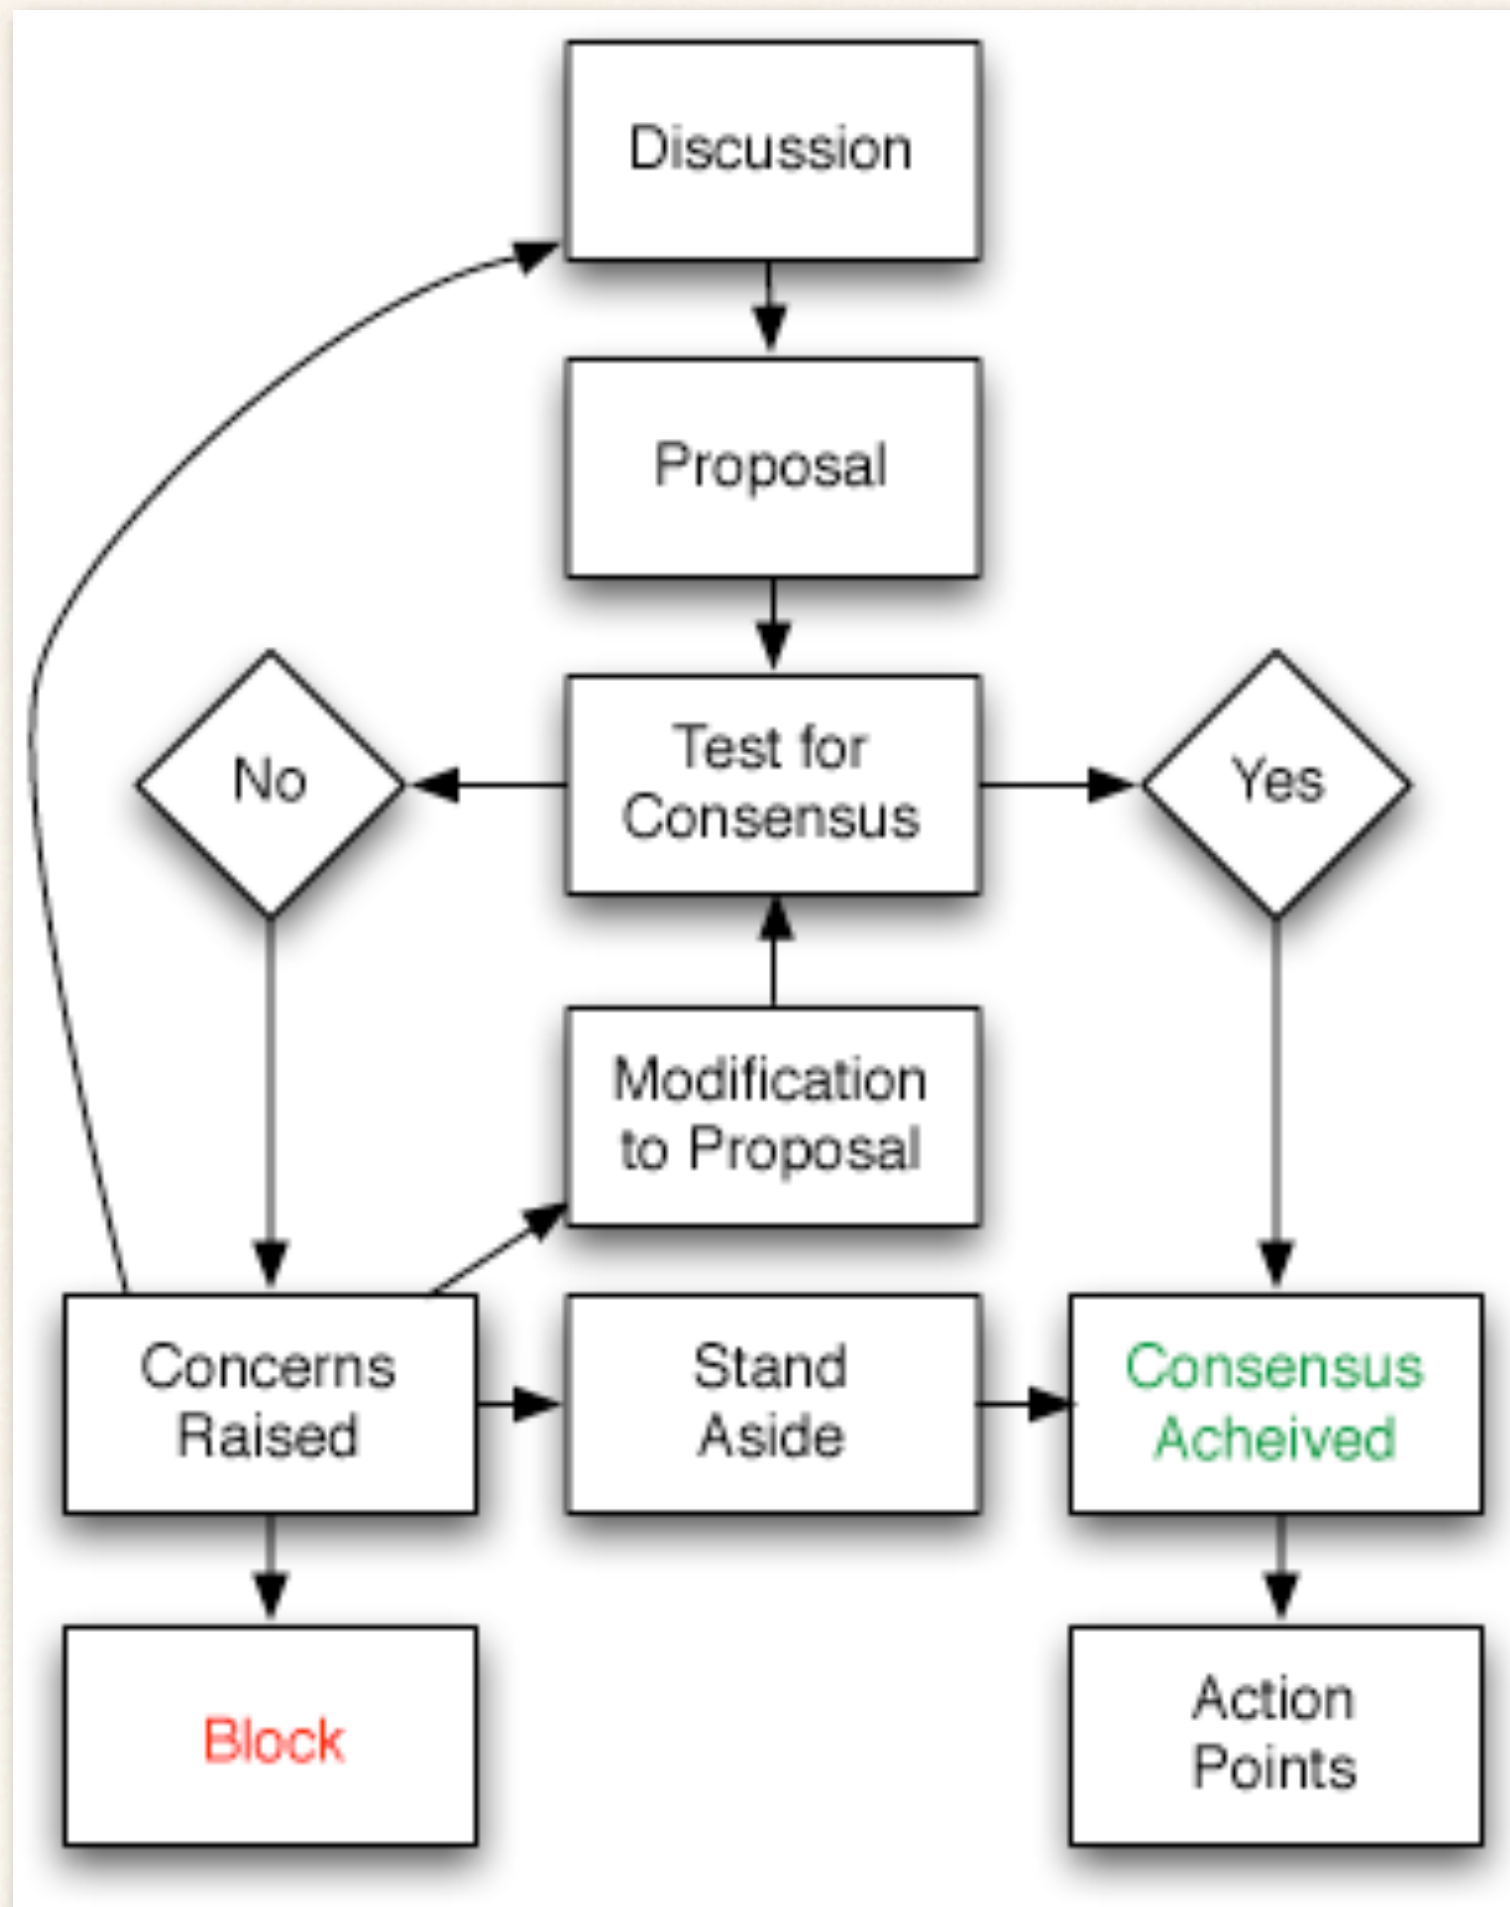 Discussion
Proposal
No
Test for
Consensus
Yes
Modification
to Proposal
Concerns
Raised
Stand
Aside
Consensus
Acheived
Block
Action
Points